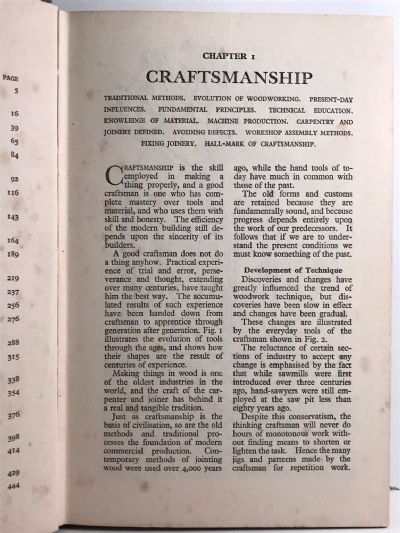 PAGE
5
16
39
65
84
92
116
143
164
189
219
237
256
276
288
315
338
354
376
398
414
429
444
CHAPTER 1
CRAFTSMANSHIP
TRADITIONAL METHODS. EVOLUTION OF WOODWORKING. PRESENT-DAY
INFLUENCES. FUNDAMENTAL PRINCIPLES. TECHNICAL EDUCATION.
KNOWLEDGE OF MATERIAL. MACHINE PRODUCTION. CARPENTRY AND
JOINERY DEFINED. AVOIDING DEFECTS. WORKSHOP ASSEMBLY METHODS.
FIXING JOINERY. HALL-MARK OF CRAFTSMANSHIP.
CRAFTSMANSHIP is the skill
employed in making a
thing properly, and a good
craftsman is one who has com-
plete mastery over tools and
material, and who uses them with
skill and honesty. The efficiency
of the modern building still de-
pends upon the sincerity of its
builders.
A good craftsman does not do
a thing anyhow. Practical experi-
ence of trial and error, perse-
verance and thought, extending
over many centuries, have taught
him the best way. The accumu-
lated results of such experience
have been handed down from
craftsman to apprentice through
generation after generation. Fig. 1
illustrates the evolution of tools
through the ages, and shows how
their shapes are the result of
centuries of experience.
Making things in wood is one
of the oldest industries in the
world, and the craft of the car-
penter and joiner has behind it
a real and tangible tradition.
Just as craftsmanship is the
basis of civilisation, so are the old
methods and traditional pro-
cesses the foundation of modern
commercial production. Con-
temporary methods of jointing
wood were used over 4,000 years
ago, while the hand tools of to-
day have much in common with
those of the past.
The old forms and customs
are retained because they are
fundamentally sound, and because
progress depends entirely upon
the work of our predecessors. It
follows that if we are to under-
stand the present conditions we
must know something of the past.
Development of Technique
Discoveries and changes have
greatly influenced the trend of
woodwork technique, but dis-
coveries have been slow in effect
and changes have been gradual.
These changes are illustrated
by the everyday tools of the
craftsman shown in Fig. 2.
The reluctance of certain sec-
tions of industry to accept any
change is emphasised by the fact
that while sawmills were first
introduced over three centuries
ago, hand-sawyers were still em-
ployed at the saw pit less than
eighty years ago.
Despite this conservatism, the
thinking craftsman will never do
hours of monotonous work with-
out finding means to shorten or
lighten the task. Hence the many
jigs and patterns made by the
craftsman for repetition work.